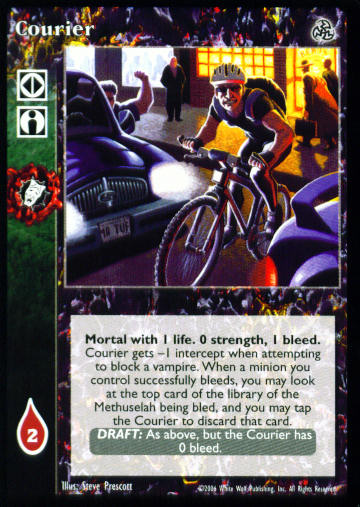 Courier
MA TUF
Mortal with 1 life. 0 strength, 1 bleed.
Courier gets –1 intercept when attempting
to block a vampire. When a minion you
control successfully bleeds, you may look
at the top card of the library of the
Methuselah being bled, and you may tap
the Courier to discard that card.
DRAFT: As above, but the Courier has
0 bleed.
2
Illus: Steve Prescott
©2006 White Wolf Publishing, Inc. All Rights Reserved.